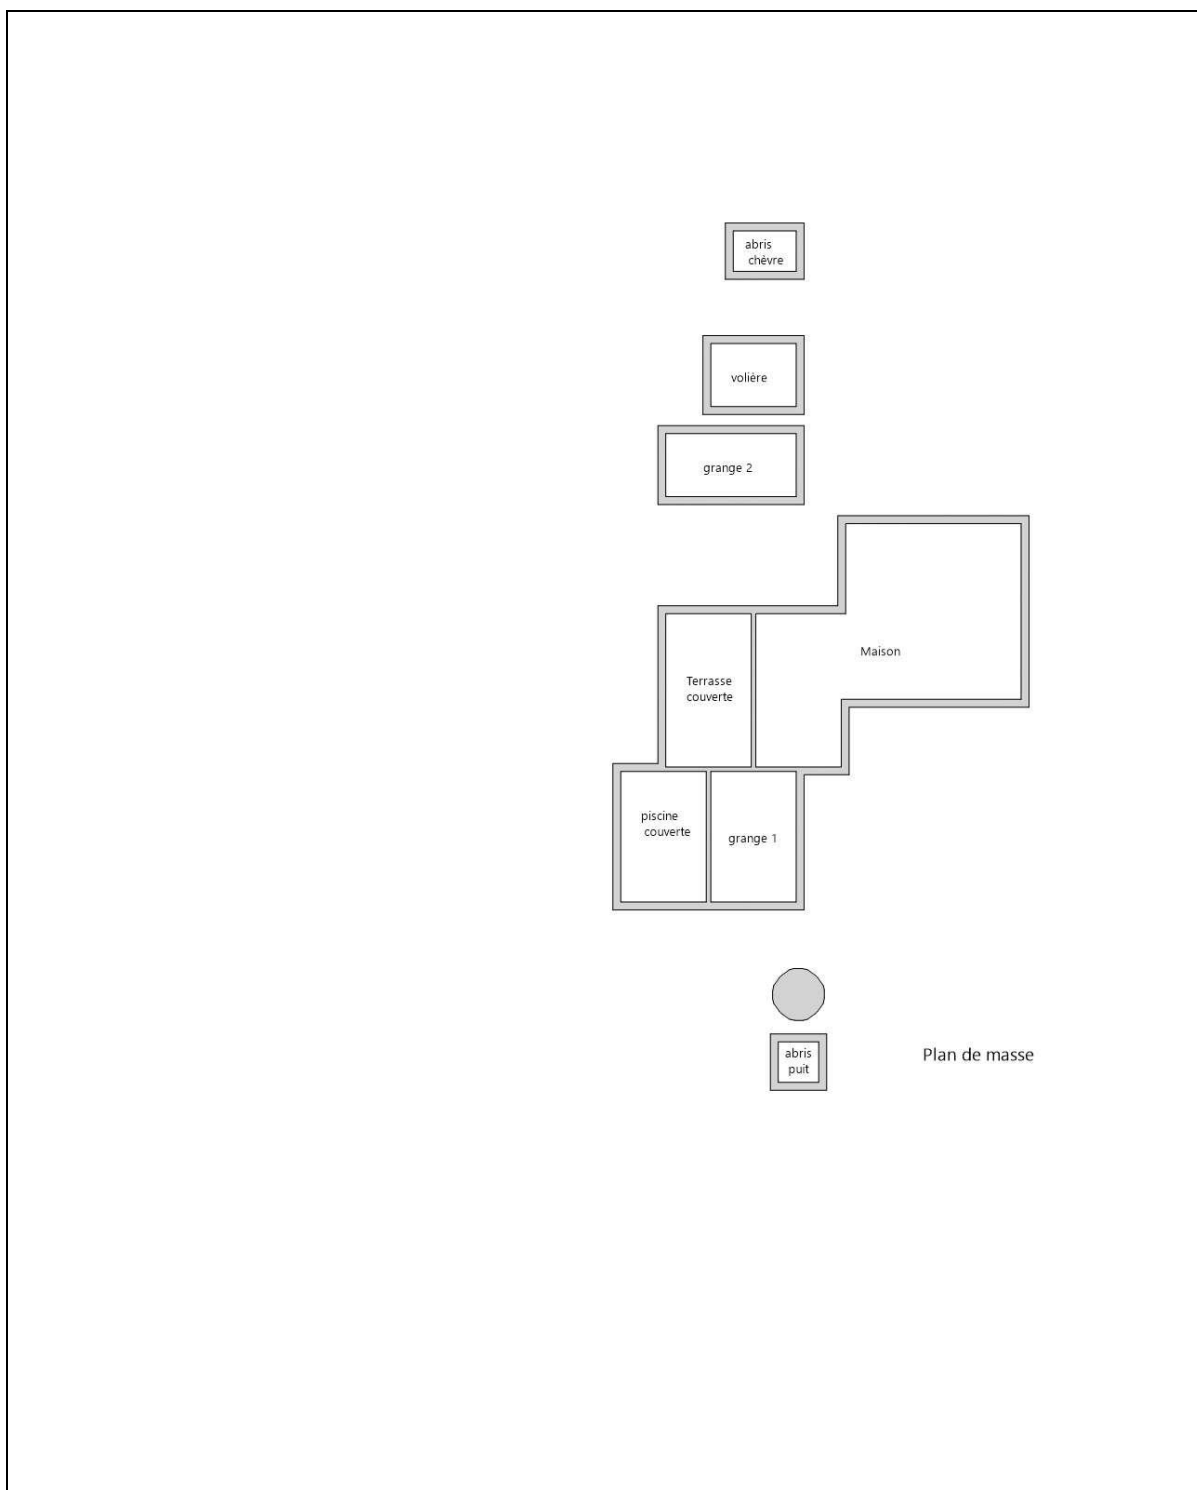 abris
chèvre
volière
grange 2
Maison
Terrasse
couverte
piscine
couverte
grange 1
abris
puit
Plan de masse